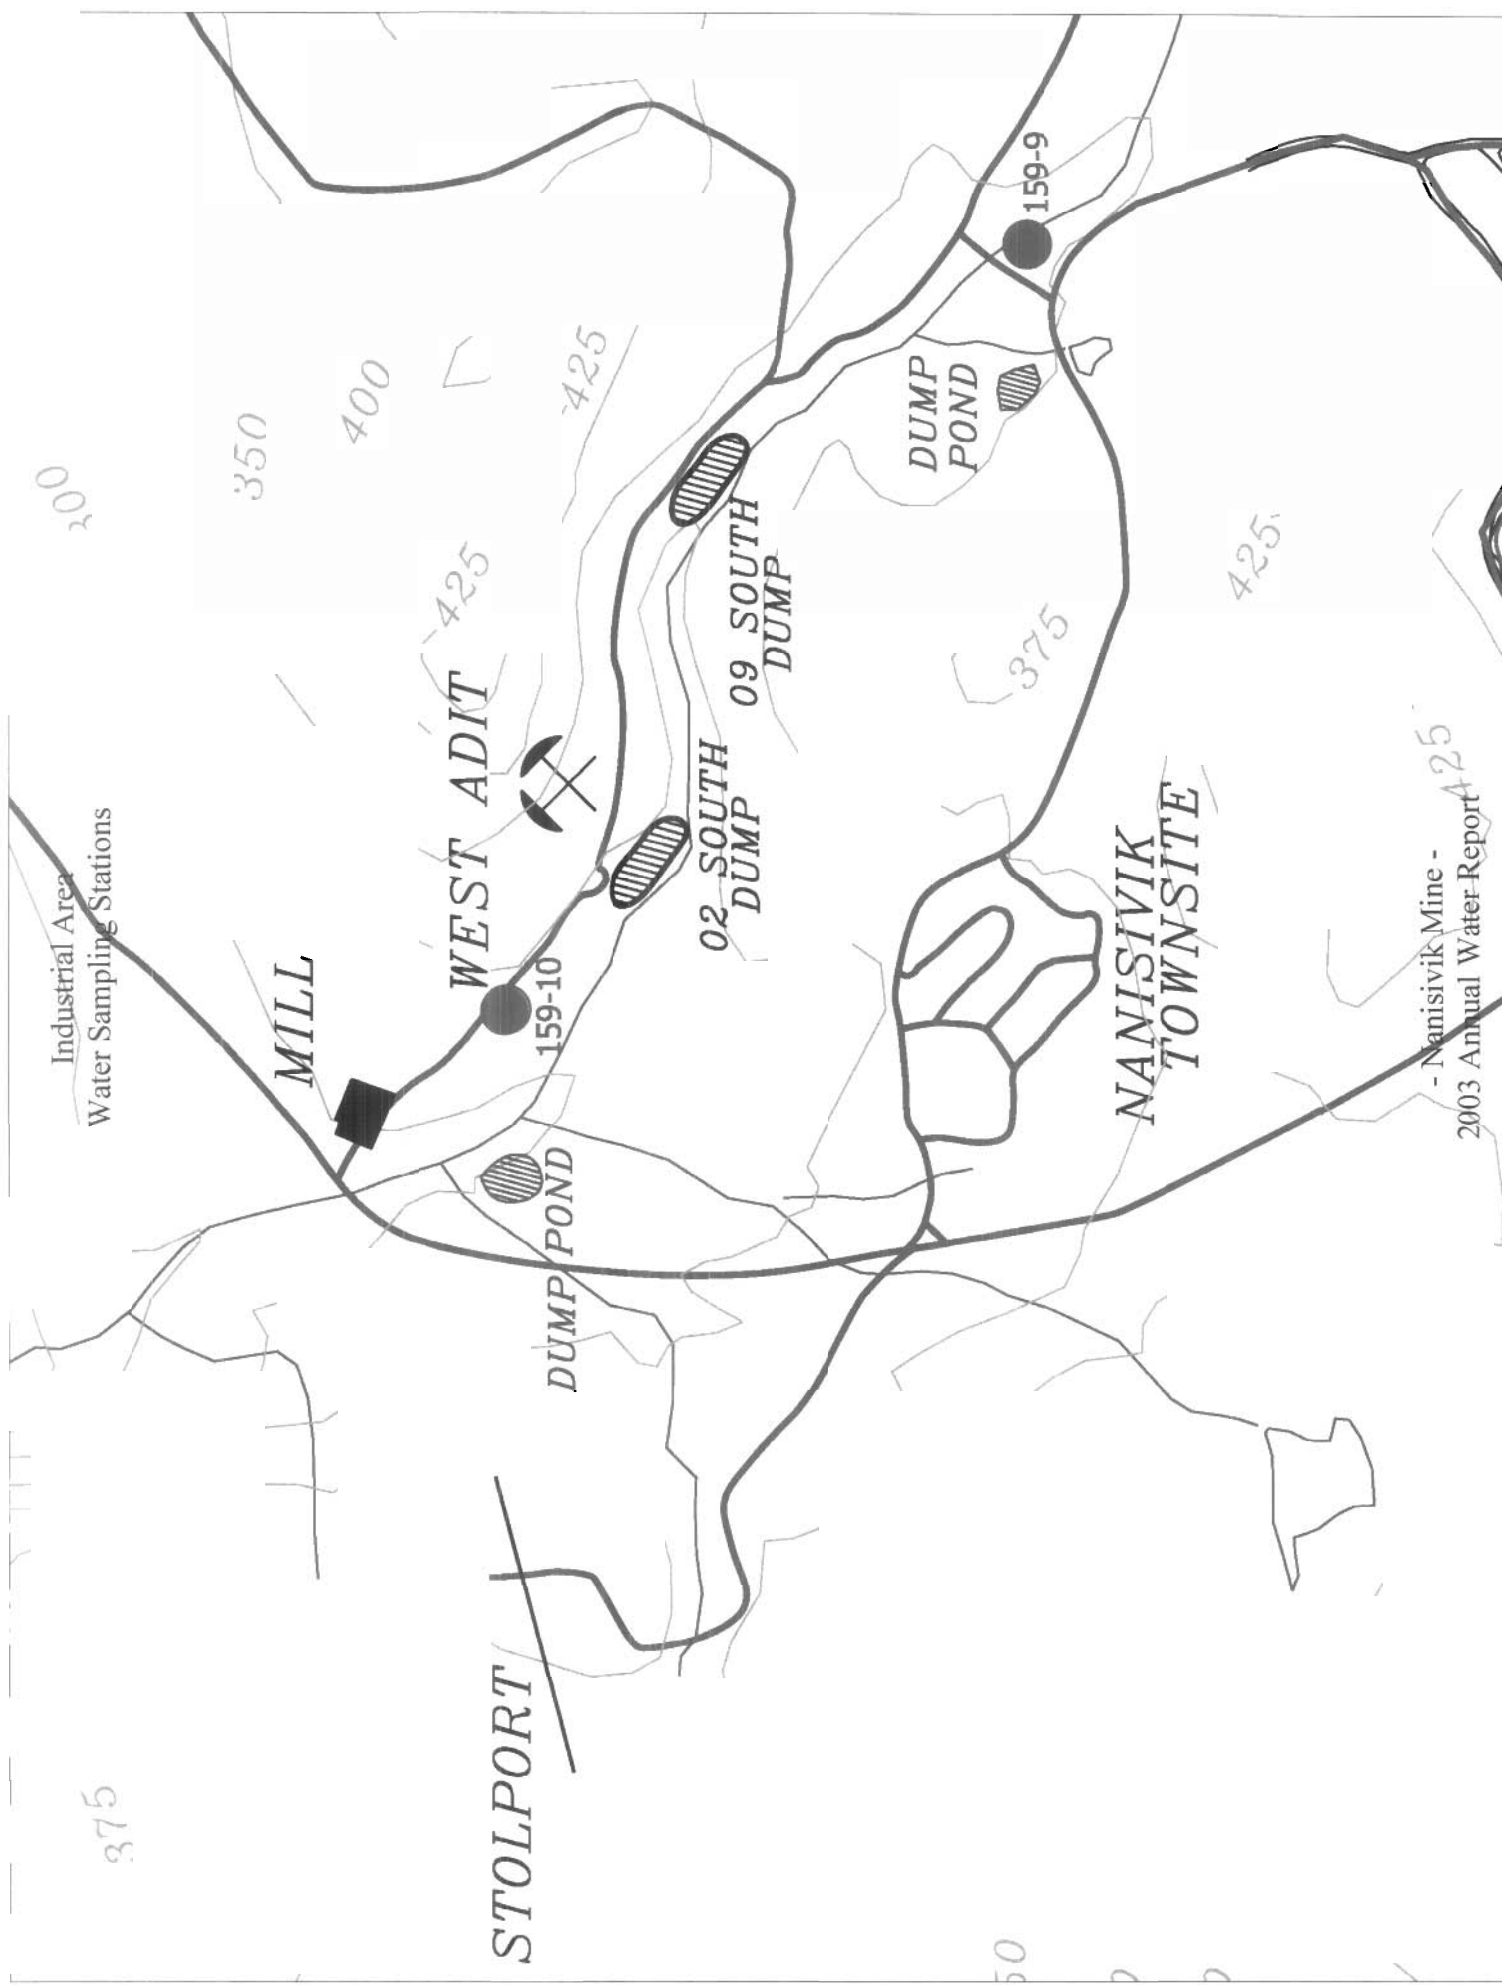 Industrial Area
Water Sampling Stations
200
350
400
-425
-425
MILL
WEST ADIT
159-10
DUMP POND
STOLPORT
375
02 SOUTH
DUMP
09 SOUTH
DUMP
DUMP
POND
159-9
375
425
NANISIVIK
TOWNSITE
425
- Nanisivik Mine -
2003 Annual Water Report